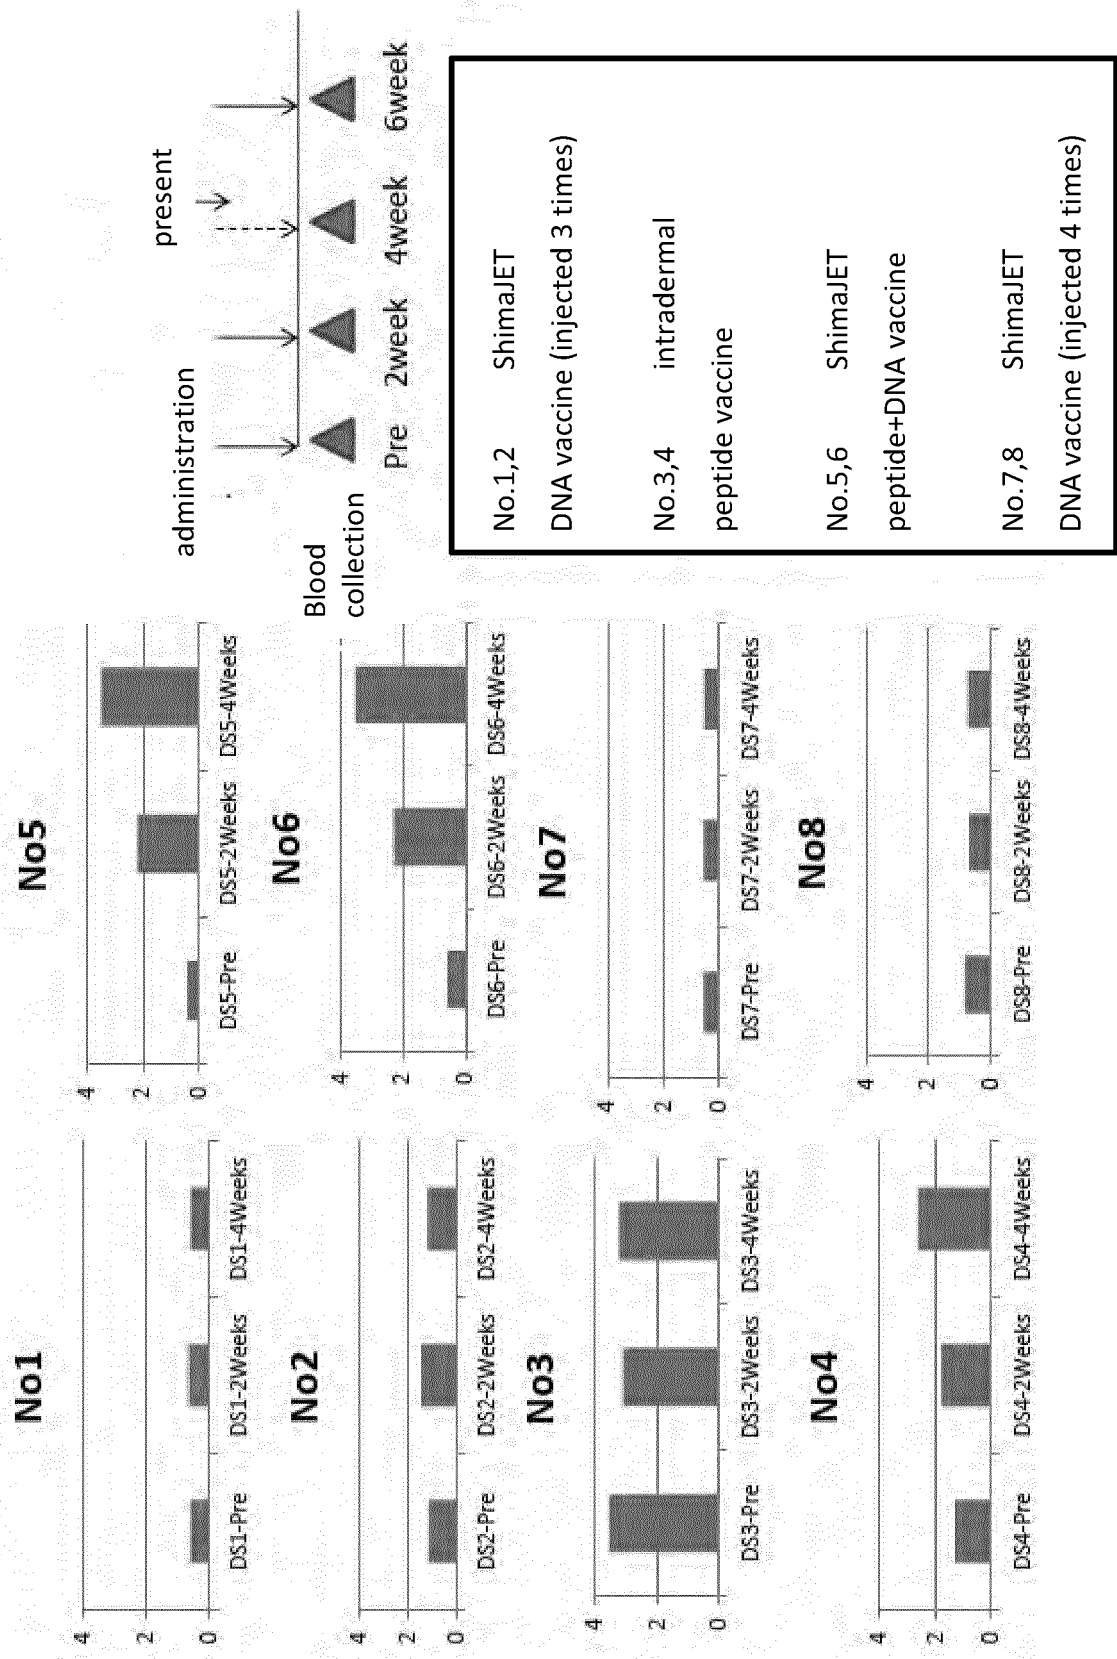 No1
4
2
0
DS1-Pre
DS1-2Weeks
DS1-4Weeks
No2
4
2
0
DS2-Pre
DS2-2Weeks
DS2-4Weeks
No3
4
2
0
DS3-Pre
DS3-2Weeks
DS3-4Weeks
No4
4
2
0
DS4-Pre
DS4-2Weeks
DS4-4Weeks
No5
4
2
0
DS5-Pre
DS5-2Weeks
DS5-4Weeks
No6
4
2
0
DS6-Pre
DS6-2Weeks
DS6-4Weeks
No7
4
2
0
DS7-Pre
DS7-2Weeks
DS7-4Weeks
No8
4
2
0
DS8-Pre
DS8-2Weeks
DS8-4Weeks
administration
present
Blood
collection
Pre 2week 4week 6week
No.1,2 ShimaJET
DNA vaccine (injected 3 times)
No.3,4 intradermal
peptide vaccine
No.5,6 ShimaJET
peptide+DNA vaccine
No.7,8 ShimaJET
DNA vaccine (injected 4 times)